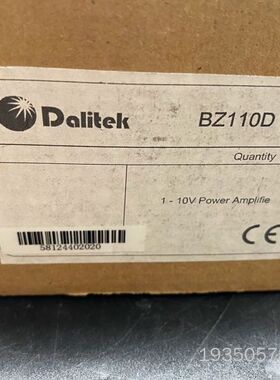 Dalitek BZ110D
Quantity
1 - 10V Power Amplifie
CE
58124402020
1935057